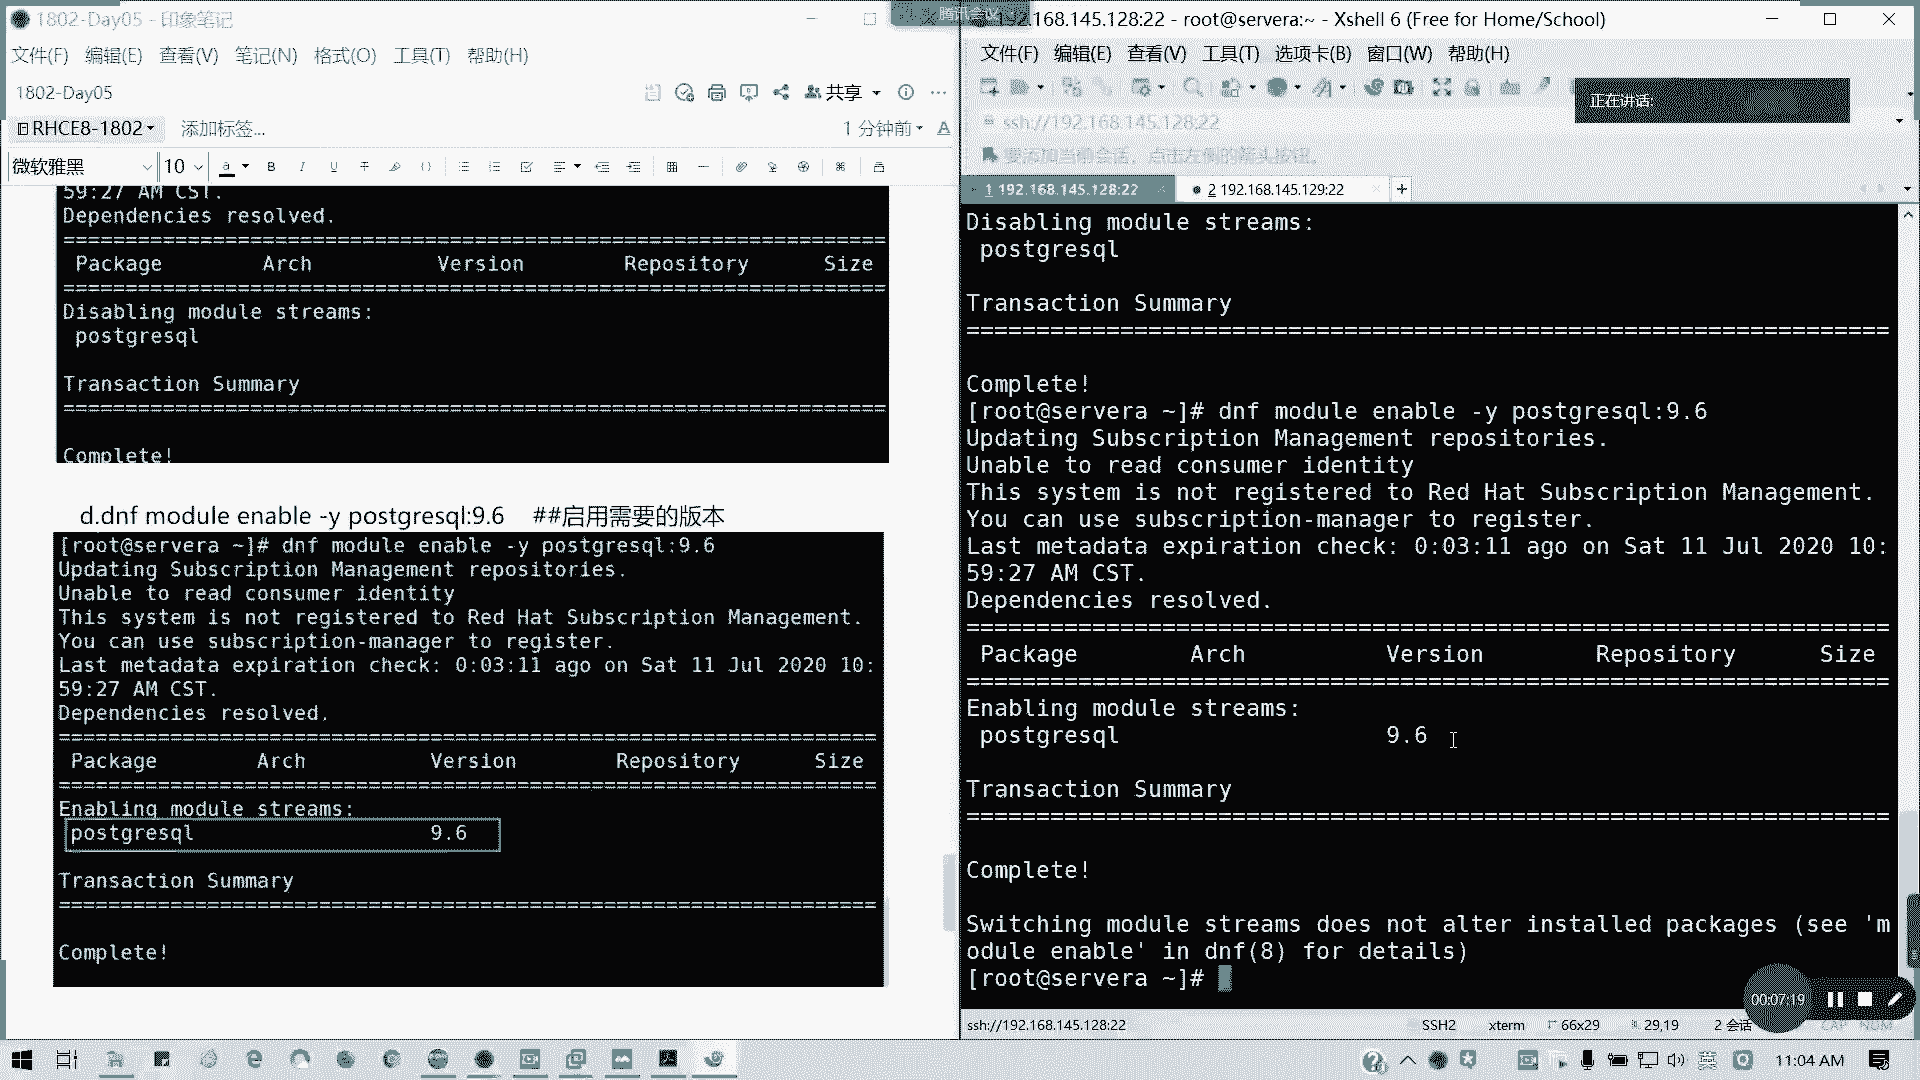 1802-Day05 - 印象笔记
文件(F) 编辑(E) 查看(V) 笔记(N) 格式(O) 工具(T) 帮助(H)
1802-Day05
共享
RHCE8-1802
添加标签...
1 分钟前
微软雅黑 10
59:27 AM CST.
Dependencies resolved.
================================================================
Package Arch Version Repository Size
================================================================
Disabling module streams:
postgresql
Transaction Summary
================================================================
Complete!
d.dnf module enable -y postgresql:9.6 ##启用需要的版本
[root@servera ~]# dnf module enable -y postgresql:9.6
Updating Subscription Management repositories.
Unable to read consumer identity
This system is not registered to Red Hat Subscription Management.
You can use subscription-manager to register.
Last metadata expiration check: 0:03:11 ago on Sat 11 Jul 2020 10:
59:27 AM CST.
Dependencies resolved.
================================================================
Package Arch Version Repository Size
================================================================
Enabling module streams:
postgresql 9.6
Transaction Summary
================================================================
Complete!
腾讯会议
192.168.145.128:22 - root@servera:~ - Xshell 6 (Free for Home/School)
文件(F) 编辑(E) 查看(V) 工具(T) 选项卡(B) 窗口(W) 帮助(H)
正在讲话:
ssh://192.168.145.128:22
要添加当前会话，点击左侧的箭头按钮。
1 192.168.145.128:22
2 192.168.145.129:22
Disabling module streams:
postgresql
Transaction Summary
================================================================
Complete!
[root@servera ~]# dnf module enable -y postgresql:9.6
Updating Subscription Management repositories.
Unable to read consumer identity
This system is not registered to Red Hat Subscription Management.
You can use subscription-manager to register.
Last metadata expiration check: 0:03:11 ago on Sat 11 Jul 2020 10:
59:27 AM CST.
Dependencies resolved.
================================================================
Package Arch Version Repository Size
================================================================
Enabling module streams:
postgresql 9.6
Transaction Summary
================================================================
Complete!
Switching module streams does not alter installed packages (see 'm
odule enable' in dnf(8) for details)
[root@servera ~]#
00:07:19
ssh://192.168.145.128:22 SSH2 xterm 66x29 29,19 2 会话 CAP NUM
英 11:04 AM